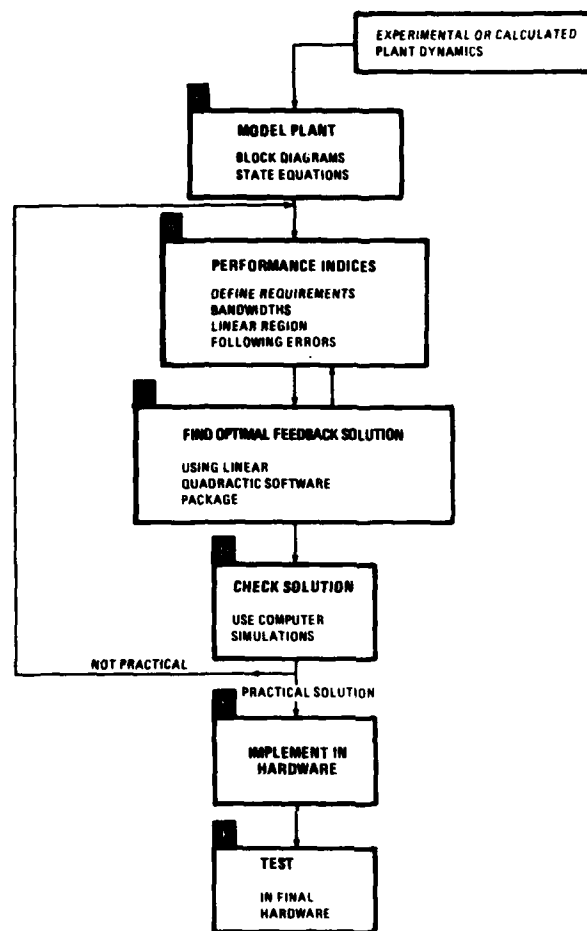 EXPERIMENTAL OR CALCULATED
PLANT DYNAMICS
MODEL PLANT
BLOCK DIAGRAMS
STATE EQUATIONS
PERFORMANCE INDICES
DEFINE REQUIREMENTS
BANDWIDTHS
LINEAR REGION
FOLLOWING ERRORS
FIND OPTIMAL FEEDBACK SOLUTION
USING LINEAR
QUADRACTIC SOFTWARE
PACKAGE
CHECK SOLUTION
USE COMPUTER
SIMULATIONS
NOT PRACTICAL
PRACTICAL SOLUTION
IMPLEMENT IN
HARDWARE
TEST
IN FINAL
HARDWARE